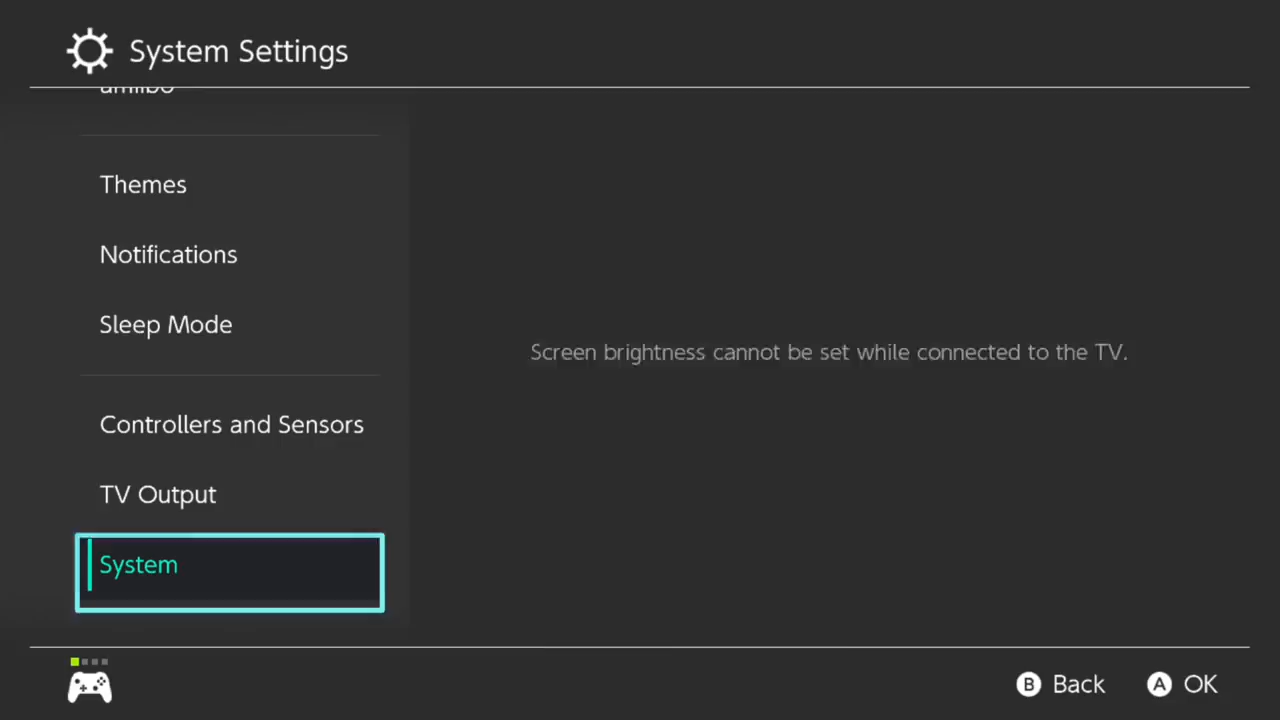 System Settings
amiibo
Themes
Notifications
Sleep Mode
Screen brightness cannot be set while connected to the TV.
Controllers and Sensors
TV Output
System
B Back
A OK